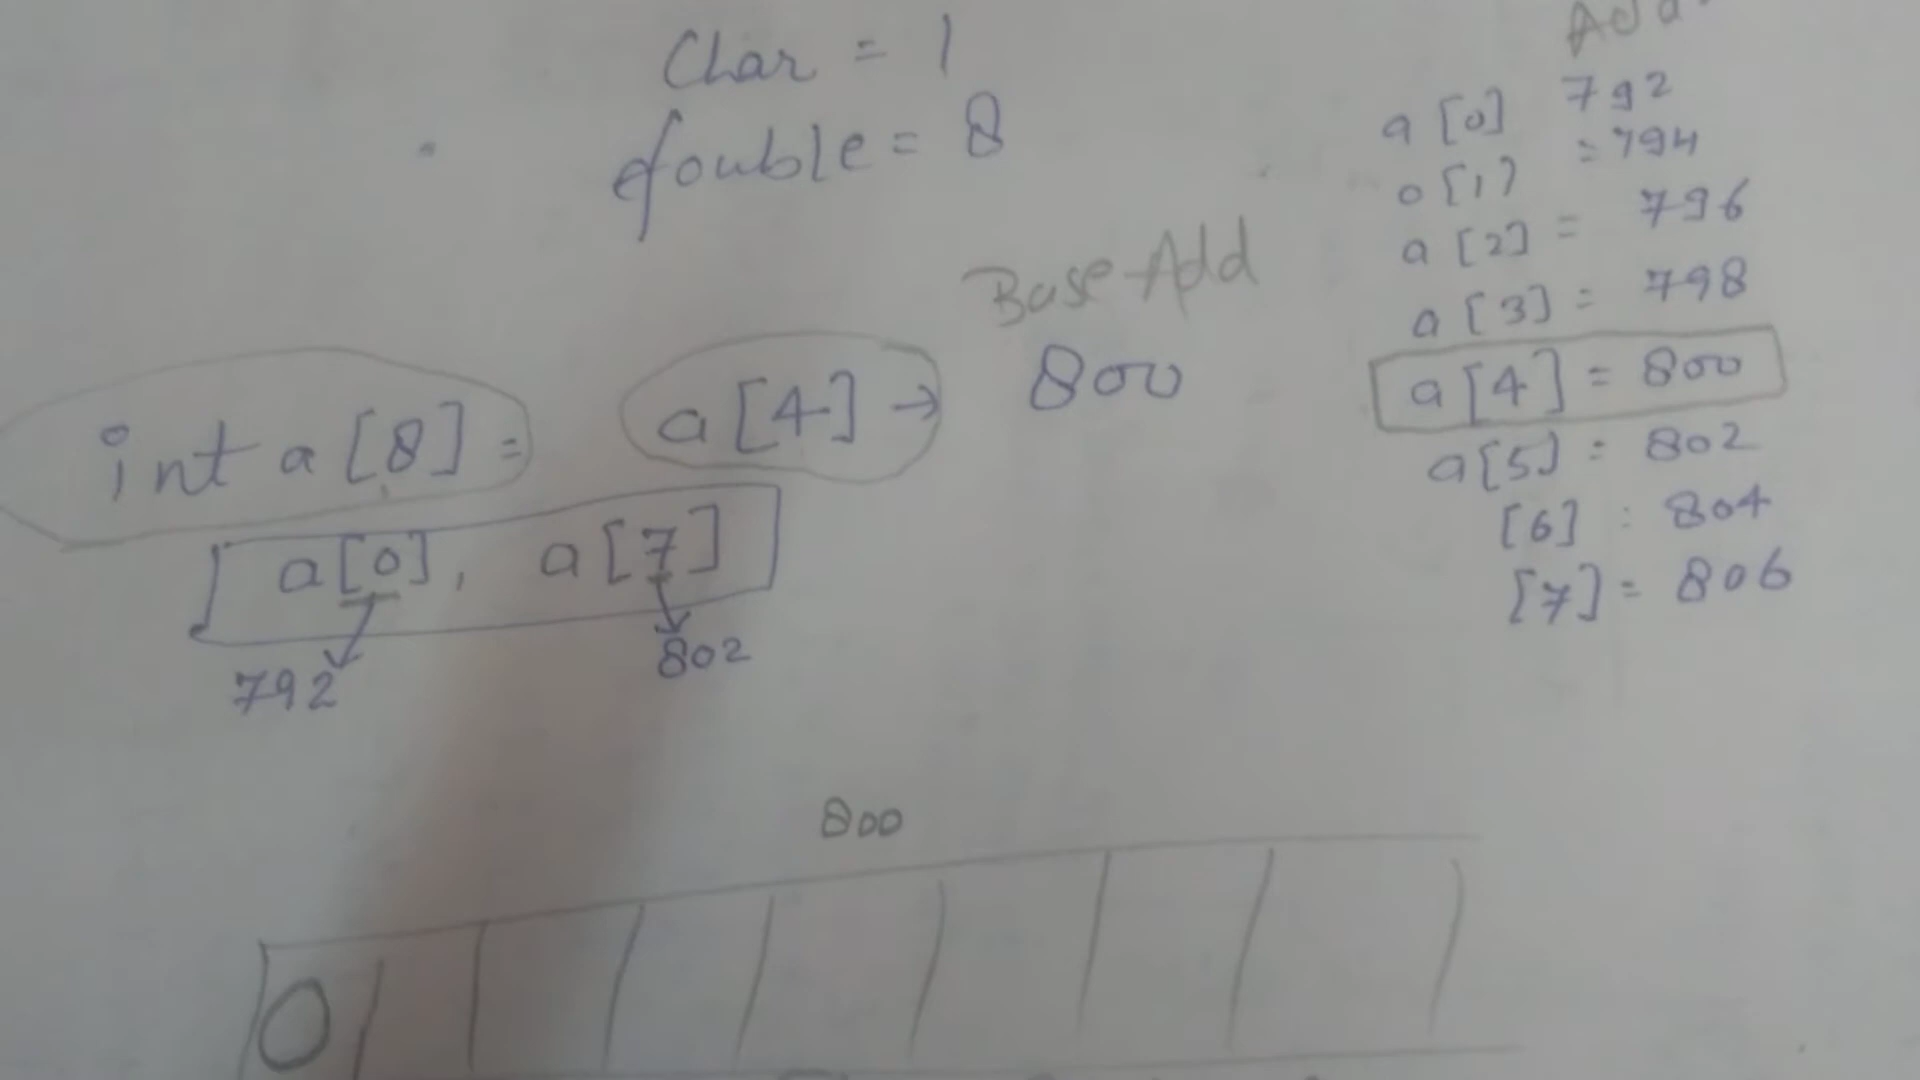 Char = 1
double = 8
Base Add
int a[8] = a[4] → 800
a[0], a[7]
792 802
800
0
Add
a[0] 792
a[1] = 794
a[2] = 796
a[3] = 798
a[4] = 800
a[5] = 802
[6] : 804
[7] = 806